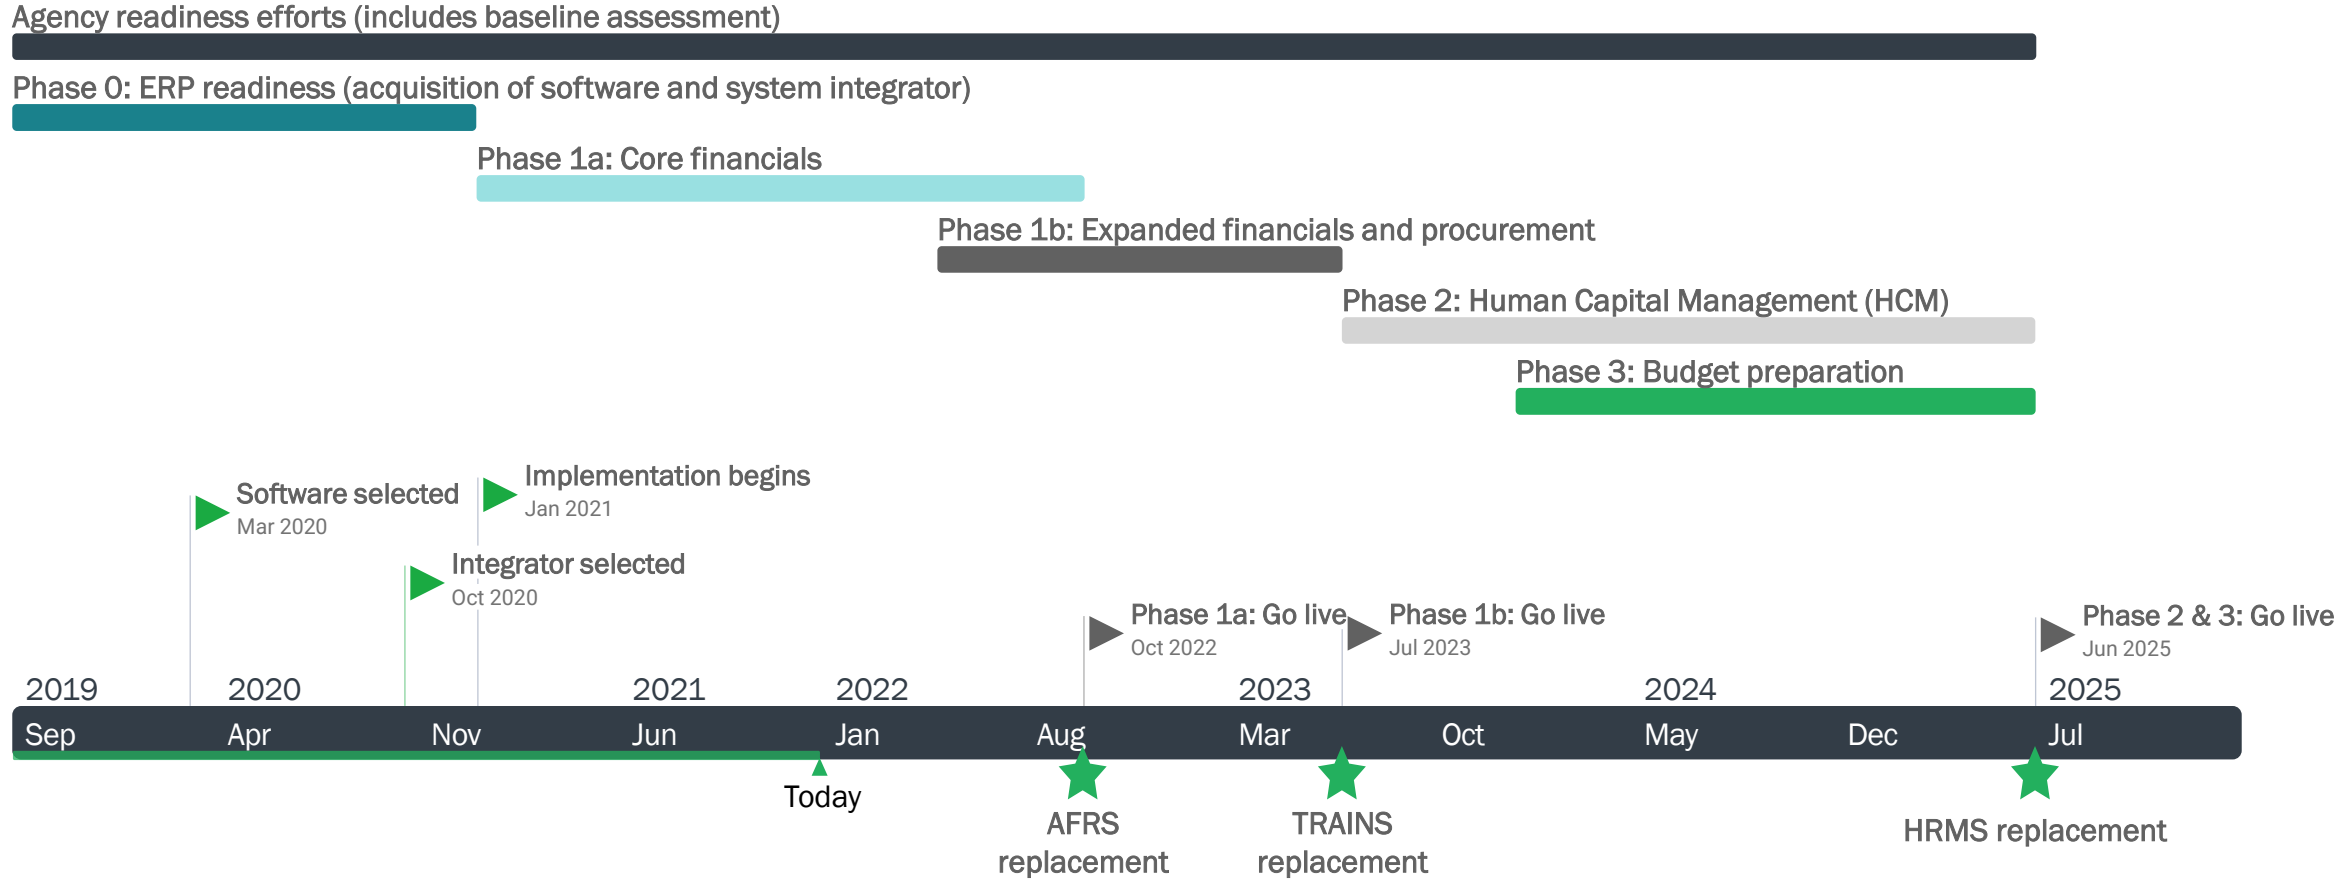 Agency readiness efforts (includes baseline assessment)
Phase 0: ERP readiness (acquisition of software and system integrator)
Phase 1a: Core financials
Phase 1b: Expanded financials and procurement
Phase 2: Human Capital Management (HCM)
Phase 3: Budget preparation
Implementation begins
Jan 2021
Software selected
Mar 2020
Integrator selected
Oct 2020
Phase 1a: Go live
Oct 2022
Phase 1b: Go live
Jul 2023
Phase 2 & 3: Go live
Jun 2025
2019 2020 2021 2022 2023 2024 2025
Sep Apr Nov Jun Jan Aug Mar Oct May Dec Jul
Today
AFRS
replacement
TRAINS
replacement
HRMS replacement